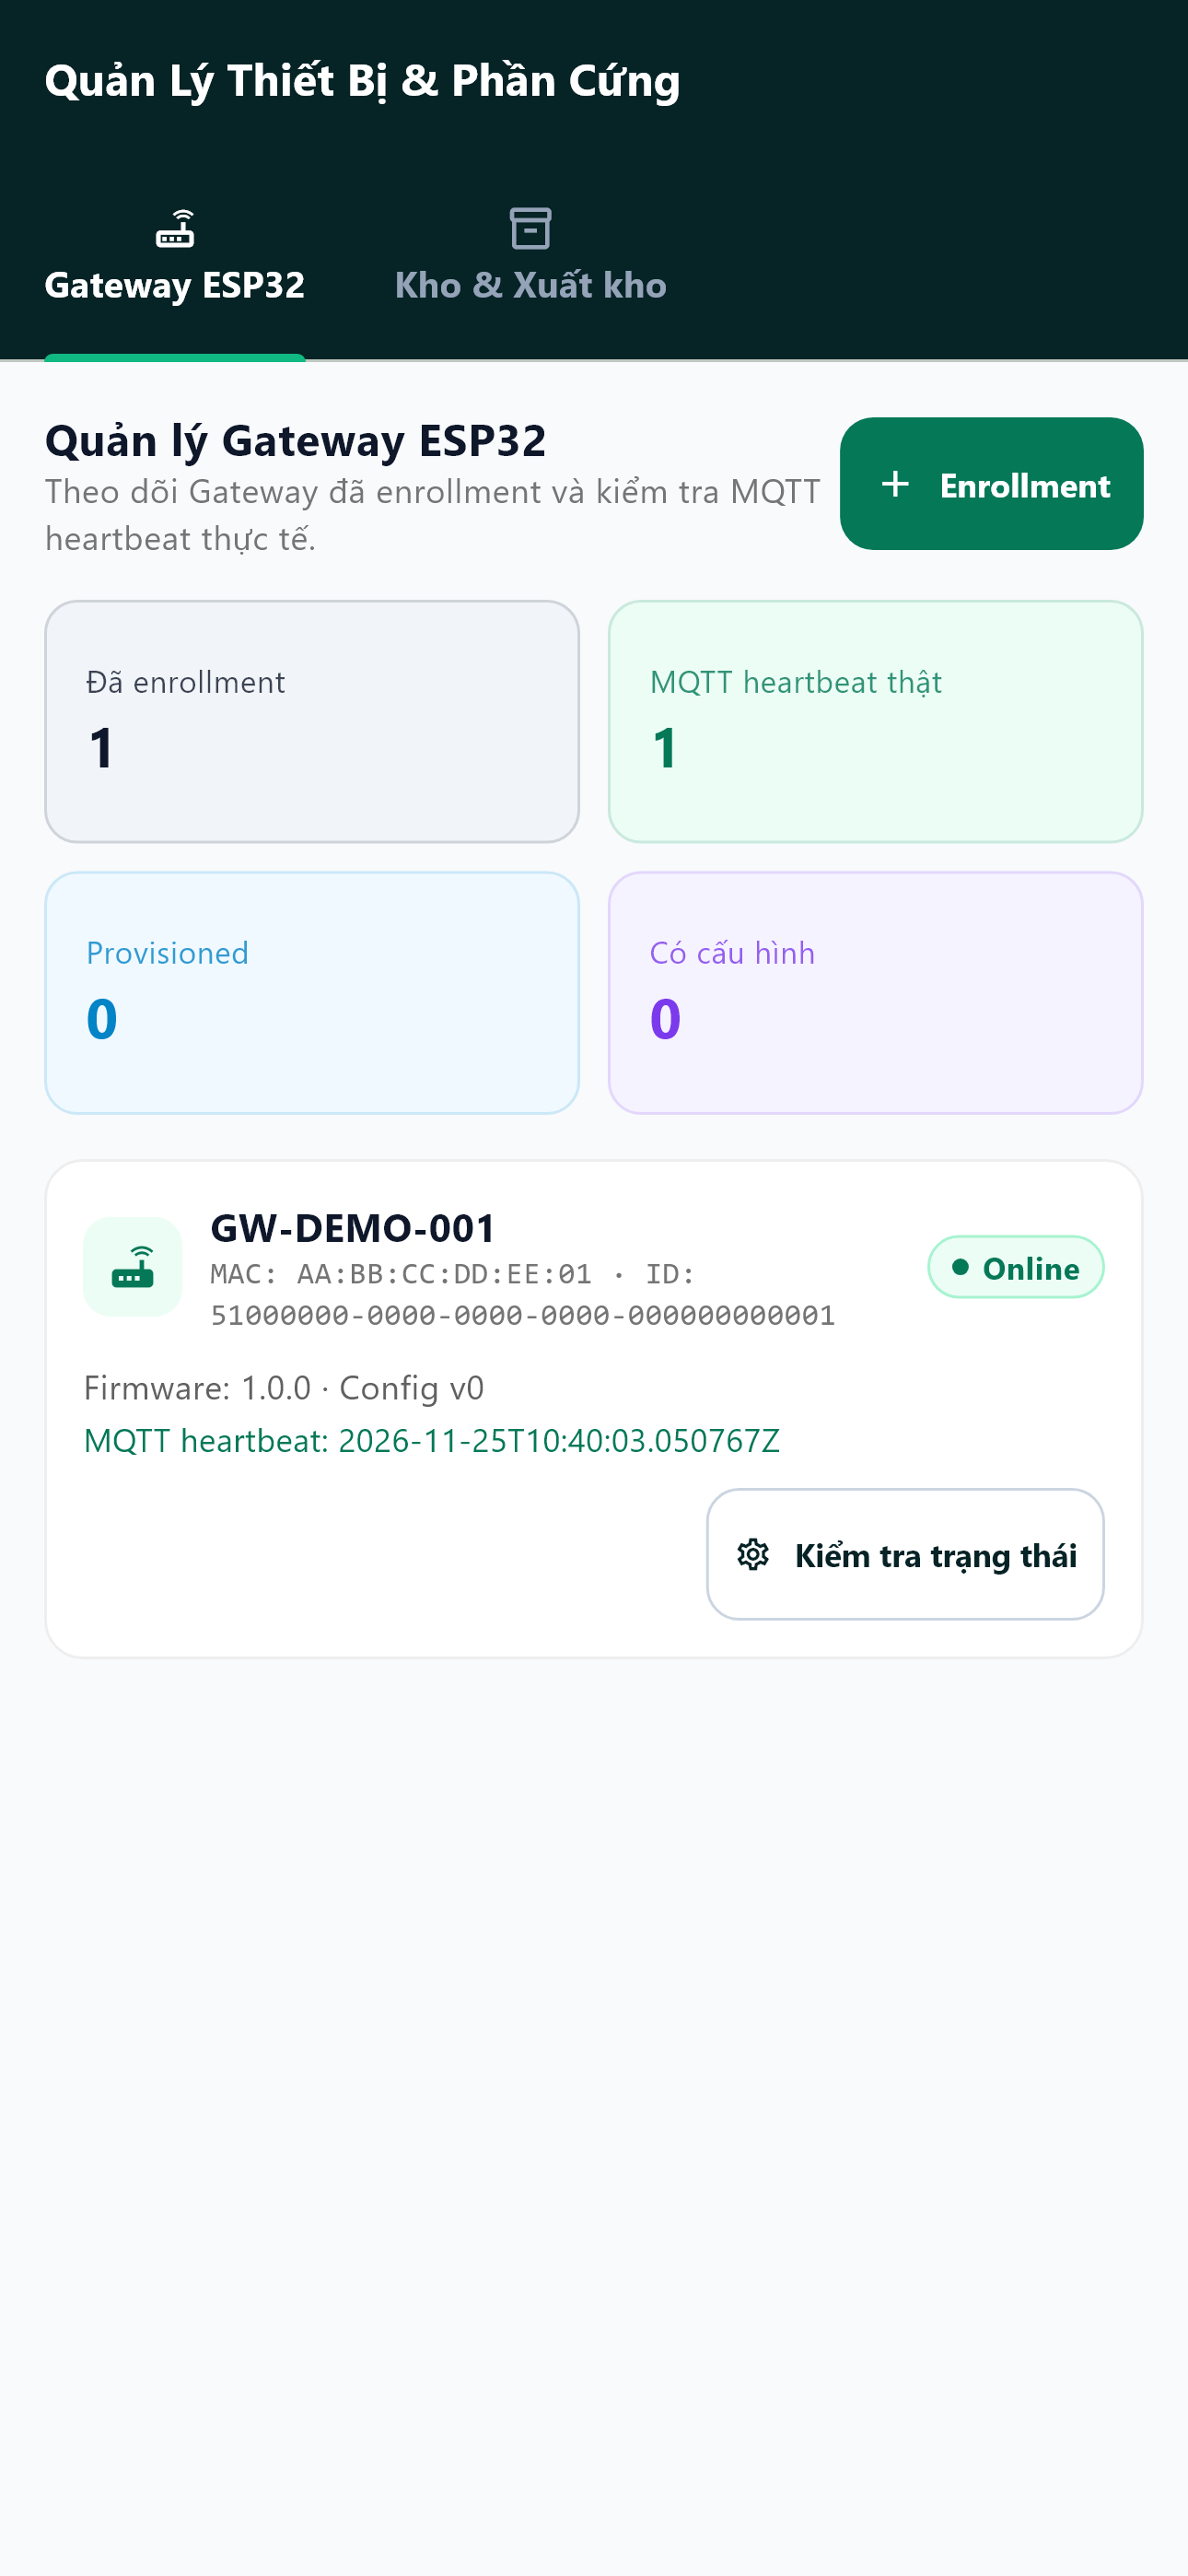 Quản Lý Thiết Bị & Phần Cứng
Gateway ESP32
Kho & Xuất kho
Quản lý Gateway ESP32
Theo dõi Gateway đã enrollment và kiểm tra MQTT
heartbeat thực tế.
Enrollment
Đã enrollment
1
MQTT heartbeat thật
1
Provisioned
0
Có cấu hình
0
GW-DEMO-001
MAC: AA:BB:CC:DD:EE:01 · ID:
51000000-0000-0000-0000-000000000001
Online
Firmware: 1.0.0 · Config v0
MQTT heartbeat: 2026-11-25T10:40:03.050767Z
Kiểm tra trạng thái